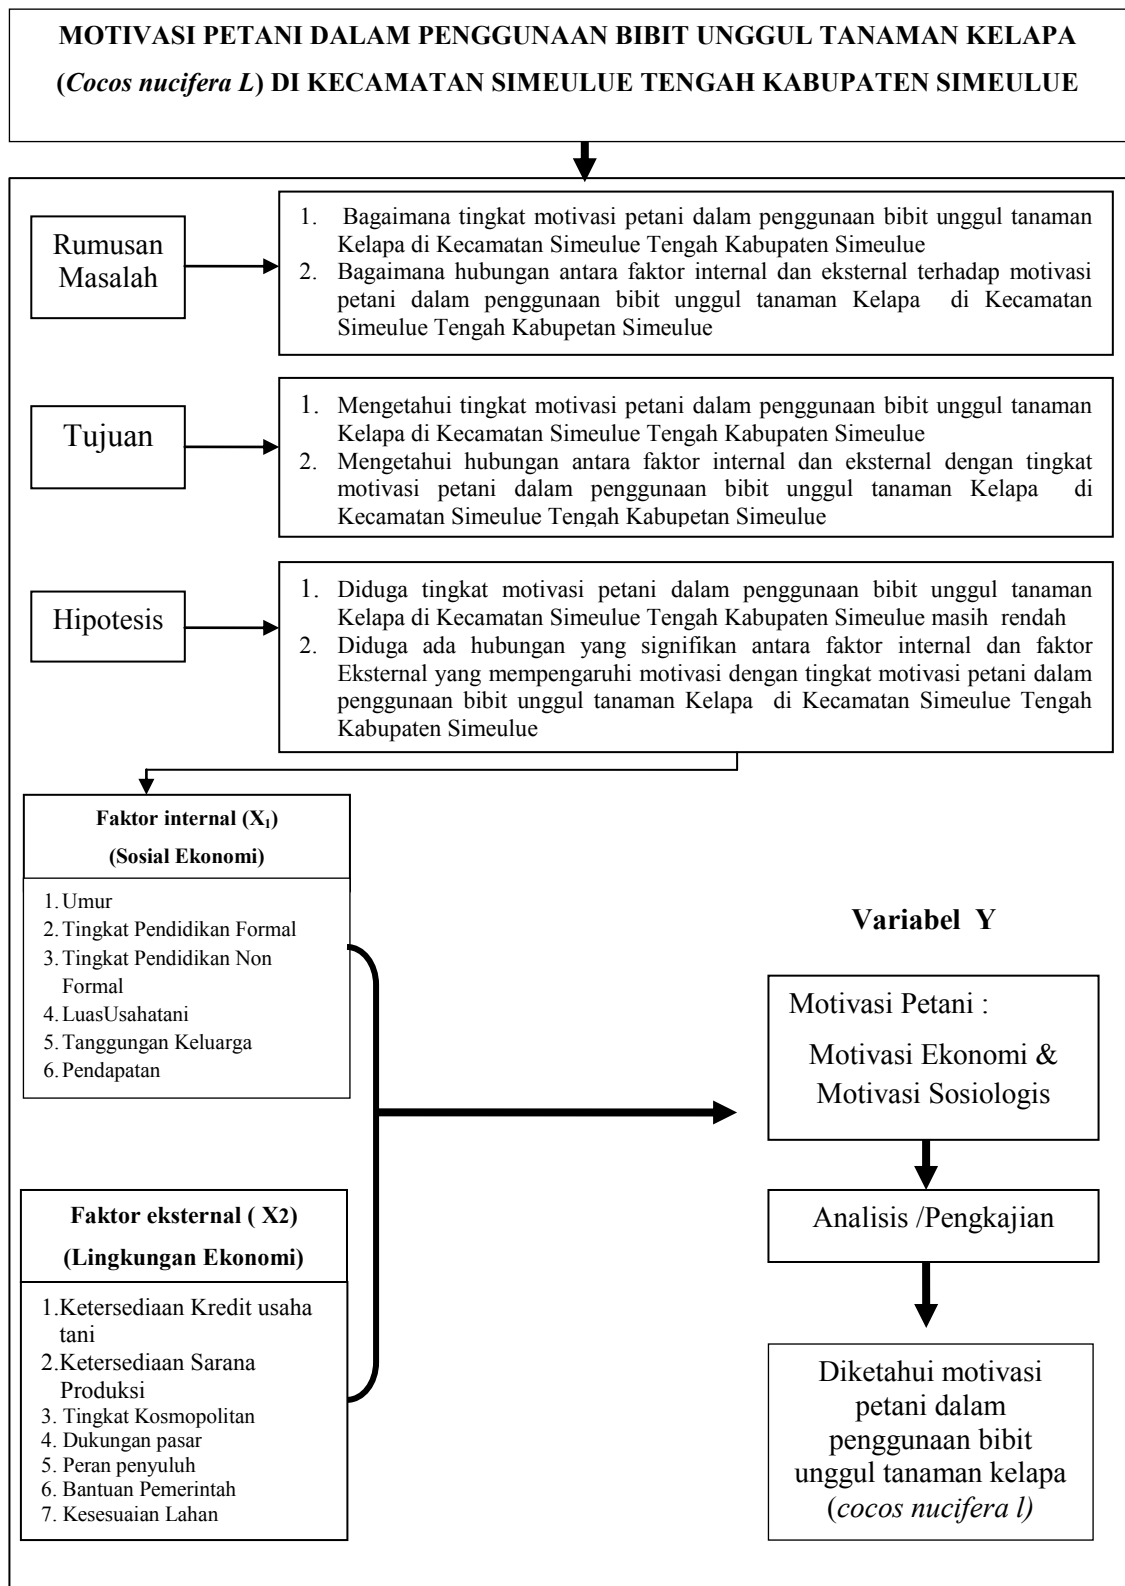 MOTIVASI PETANI DALAM PENGGUNAAN BIBIT UNGGUL TANAMAN KELAPA
(Cocos nucifera L) DI KECAMATAN SIMEULUE TENGAH KABUPATEN SIMEULUE
Rumusan
Masalah
1. Bagaimana tingkat motivasi petani dalam penggunaan bibit unggul tanaman
Kelapa di Kecamatan Simeulue Tengah Kabupaten Simeulue
2. Bagaimana hubungan antara faktor internal dan eksternal terhadap motivasi
petani dalam penggunaan bibit unggul tanaman Kelapa di Kecamatan
Simeulue Tengah Kabupetan Simeulue
Tujuan
1. Mengetahui tingkat motivasi petani dalam penggunaan bibit unggul tanaman
Kelapa di Kecamatan Simeulue Tengah Kabupaten Simeulue
2. Mengetahui hubungan antara faktor internal dan eksternal dengan tingkat
motivasi petani dalam penggunaan bibit unggul tanaman Kelapa di
Kecamatan Simeulue Tengah Kabupetan Simeulue
Hipotesis
1. Diduga tingkat motivasi petani dalam penggunaan bibit unggul tanaman
Kelapa di Kecamatan Simeulue Tengah Kabupaten Simeulue masih rendah
2. Diduga ada hubungan yang signifikan antara faktor internal dan faktor
Eksternal yang mempengaruhi motivasi dengan tingkat motivasi petani dalam
penggunaan bibit unggul tanaman Kelapa di Kecamatan Simeulue Tengah
Kabupaten Simeulue
Faktor internal (X₁)
(Sosial Ekonomi)
1. Umur
2. Tingkat Pendidikan Formal
3. Tingkat Pendidikan Non
Formal
4. LuasUsahatani
5. Tanggungan Keluarga
6. Pendapatan
Faktor eksternal ( X2)
(Lingkungan Ekonomi)
1.Ketersediaan Kredit usaha
tani
2.Ketersediaan Sarana
Produksi
3. Tingkat Kosmopolitan
4. Dukungan pasar
5. Peran penyuluh
6. Bantuan Pemerintah
7. Kesesuaian Lahan
Variabel Y
Motivasi Petani :
Motivasi Ekonomi &
Motivasi Sosiologis
Analisis /Pengkajian
Diketahui motivasi
petani dalam
penggunaan bibit
unggul tanaman kelapa
(cocos nucifera l)